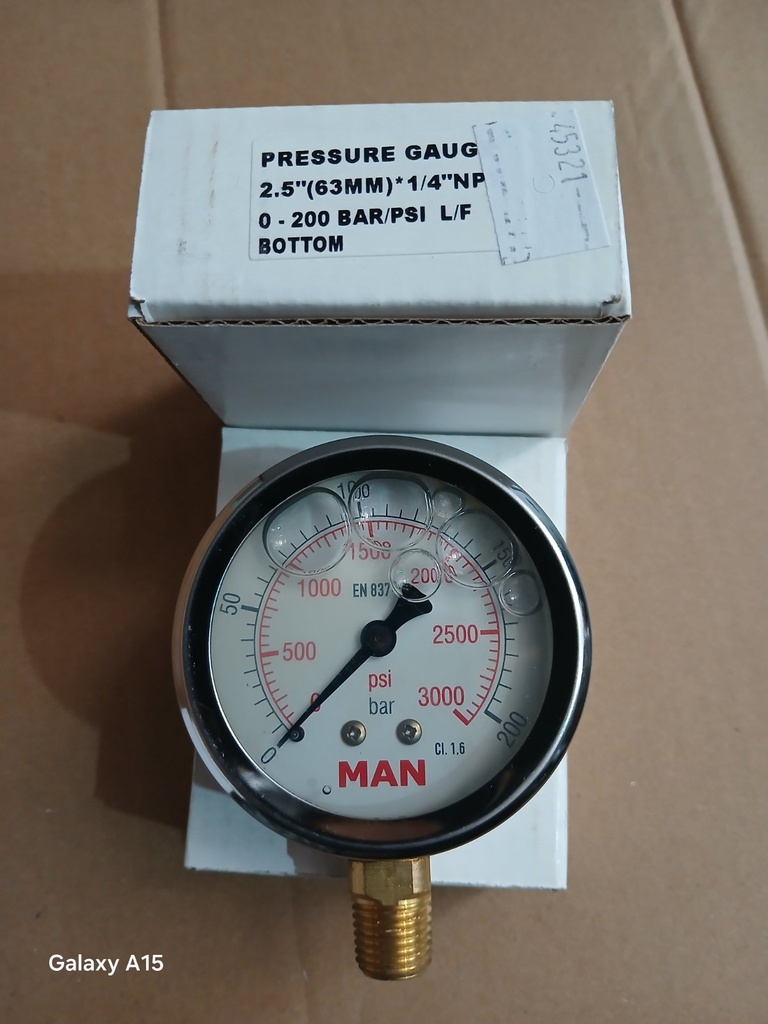 PRESSURE GAUG
2.5"(63MM)*1/4"NP
0 - 200 BAR/PSI L/F
BOTTOM
45321
100
1500
150
1000
EN 837
200
50
2500
500
psi
3000
0
bar
200
0
Cl. 1,6
MAN
Galaxy A15